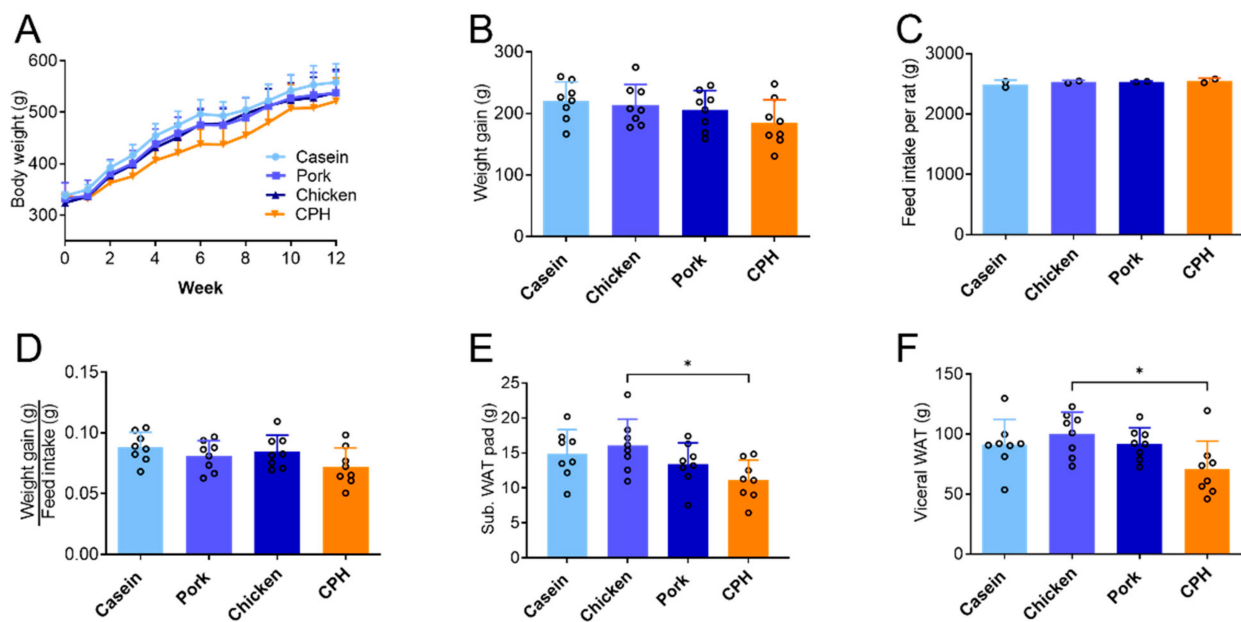 A
Body weight (g)
600
500
400
300
0
2
4
6
8
10
12
Week
Casein
Pork
Chicken
CPH
B
Weight gain (g)
300
200
100
0
Casein
Chicken
Pork
CPH
C
Feed intake per rat (g)
3000
2000
1000
0
Casein
Chicken
Pork
CPH
D
Weight gain (g)
Feed intake (g)
0.15
0.10
0.05
0.00
Casein
Pork
Chicken
CPH
E
Sub. WAT pad (g)
25
20
15
10
5
0
*
Casein
Chicken
Pork
CPH
F
Viceral WAT (g)
150
100
50
0
*
Casein
Chicken
Pork
CPH